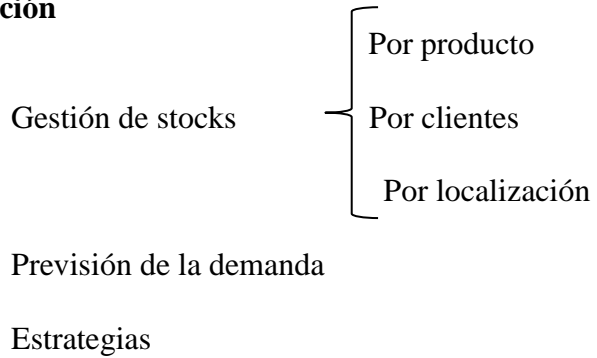 ción
Por producto
Gestión de stocks
Por clientes
Por localización
Previsión de la demanda
Estrategias